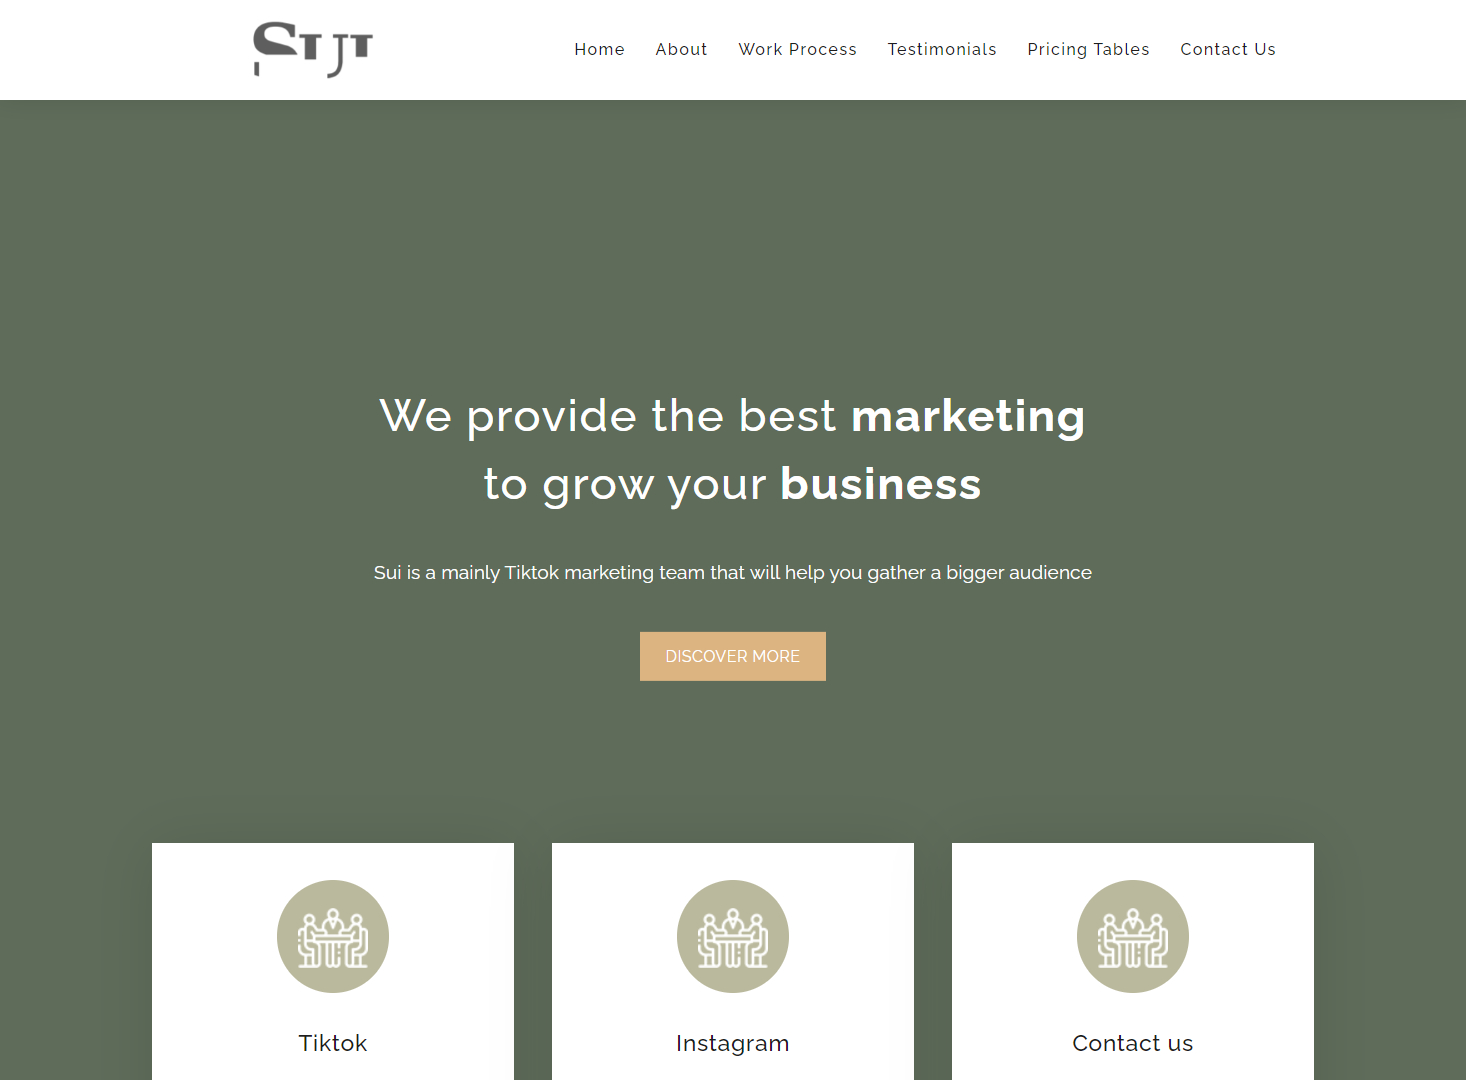 Home About Work Process Testimonials Pricing Tables Contact Us
We provide the best marketing
to grow your business
Sui is a mainly Tiktok marketing team that will help you gather a bigger audience
DISCOVER MORE
Tiktok Instagram Contact us